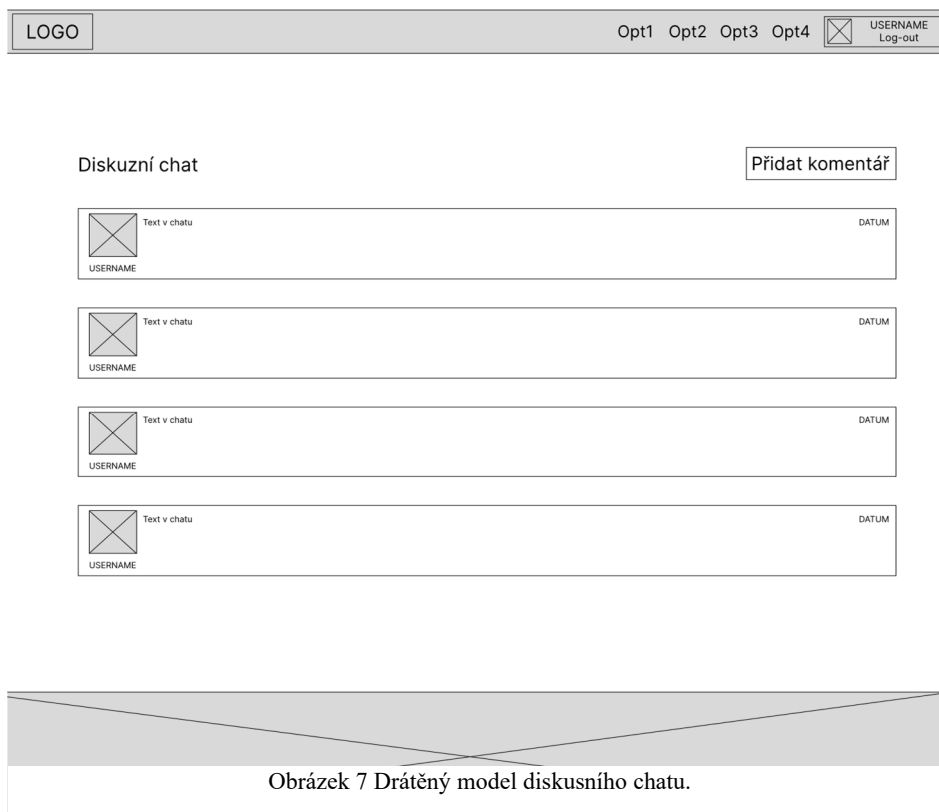 LOGO
Opt1 Opt2 Opt3 Opt4
USERNAME
Log-out
Diskuzní chat
Přidat komentář
Text v chatu
DATUM
USERNAME
Text v chatu
DATUM
USERNAME
Text v chatu
DATUM
USERNAME
Text v chatu
DATUM
USERNAME
Obrázek 7 Drátěný model diskusního chatu.